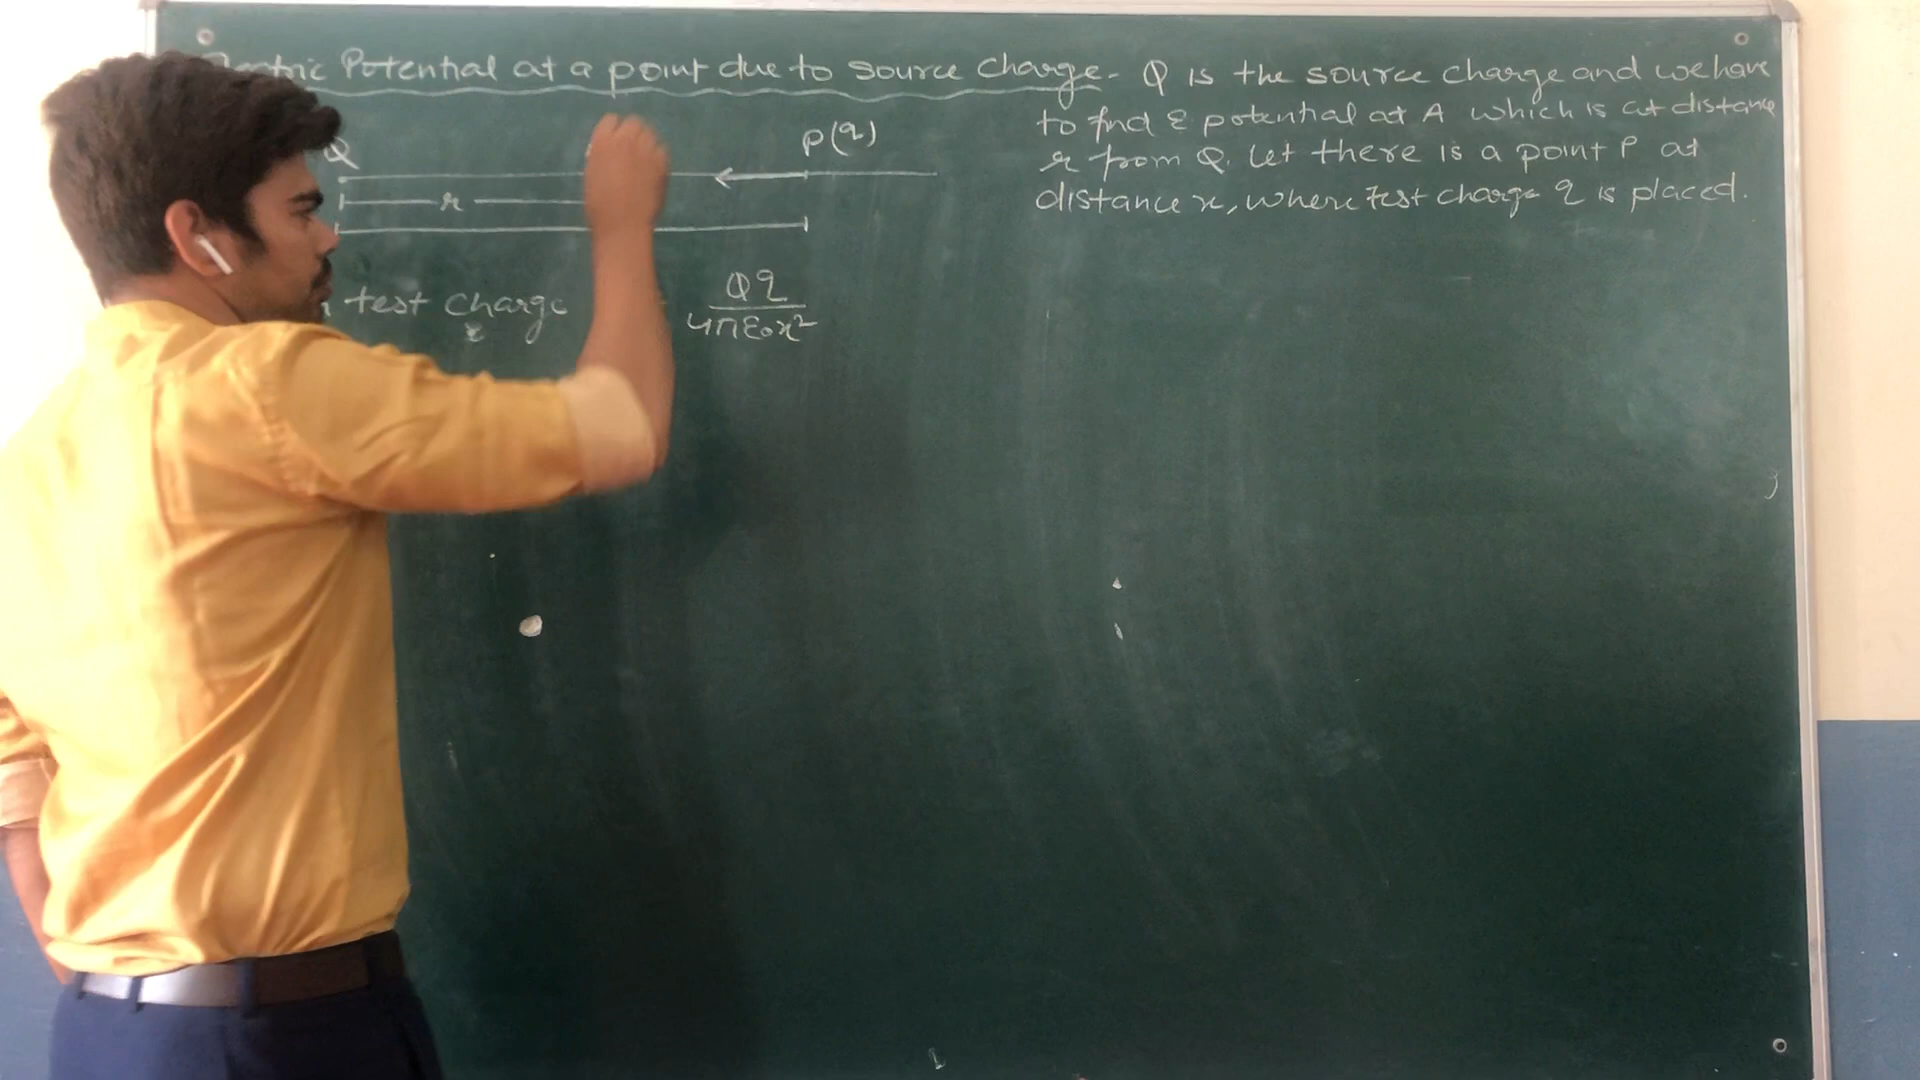 Electric Potential at a point due to source charge- Q is the source charge and we have
to find E potential at A which is at distance
r from Q. Let there is a point P at
distance x, where test charge q is placed.
Q
P(q)
r
test charge
Qq
4πε₀x²